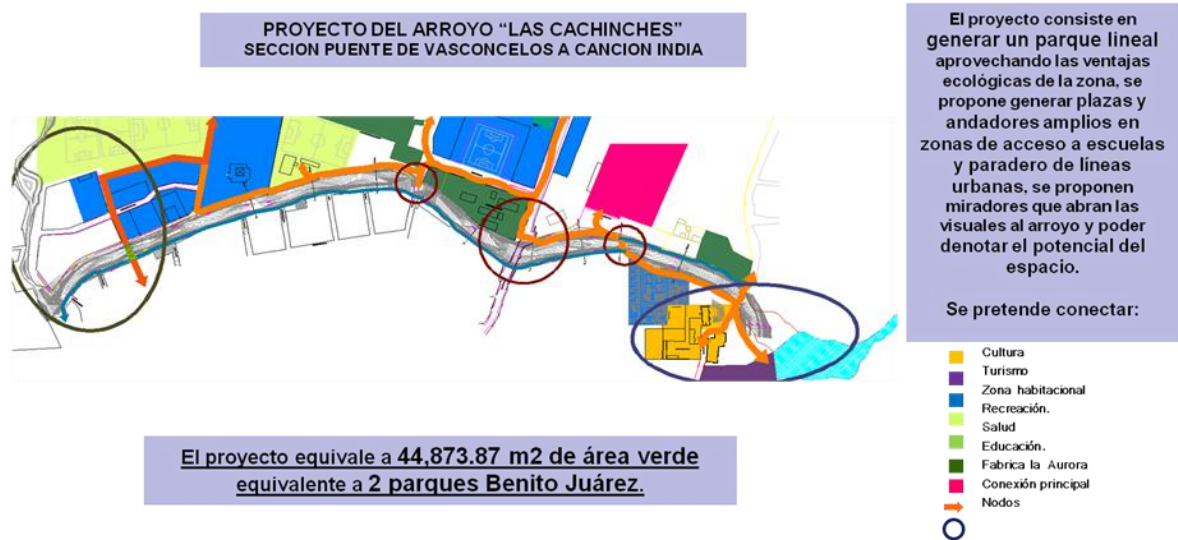 PROYECTO DEL ARROYO “LAS CACHINCHES”
SECCION PUENTE DE VASCONCELOS A CANCION INDIA
El proyecto consiste en
generar un parque lineal
aprovechando las ventajas
ecológicas de la zona, se
propone generar plazas y
andadores amplios en
zonas de acceso a escuelas
y paradero de líneas
urbanas, se proponen
miradores que abran las
visuales al arroyo y poder
denotar el potencial del
espacio.
Se pretende conectar:
Cultura
Turismo
Zona habitacional
Recreación.
Salud
Educación.
Fabrica la Aurora
Conexión principal
Nodos
El proyecto equivale a 44,873.87 m2 de área verde
equivalente a 2 parques Benito Juárez.